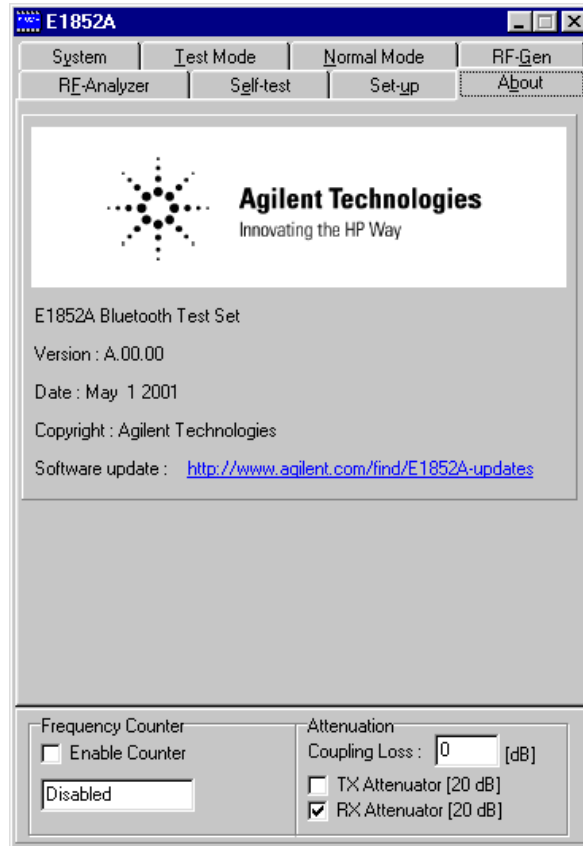 E1852A
System Test Mode Normal Mode RF-Gen
RF-Analyzer Self-test Set-up About
Agilent Technologies
Innovating the HP Way
E1852A Bluetooth Test Set
Version : A.00.00
Date : May  1 2001
Copyright : Agilent Technologies
Software update : http://www.agilent.com/find/E1852A-updates
Frequency Counter
Enable Counter
Disabled
Attenuation
Coupling Loss : 0 [dB]
TX Attenuator [20 dB]
RX Attenuator [20 dB]